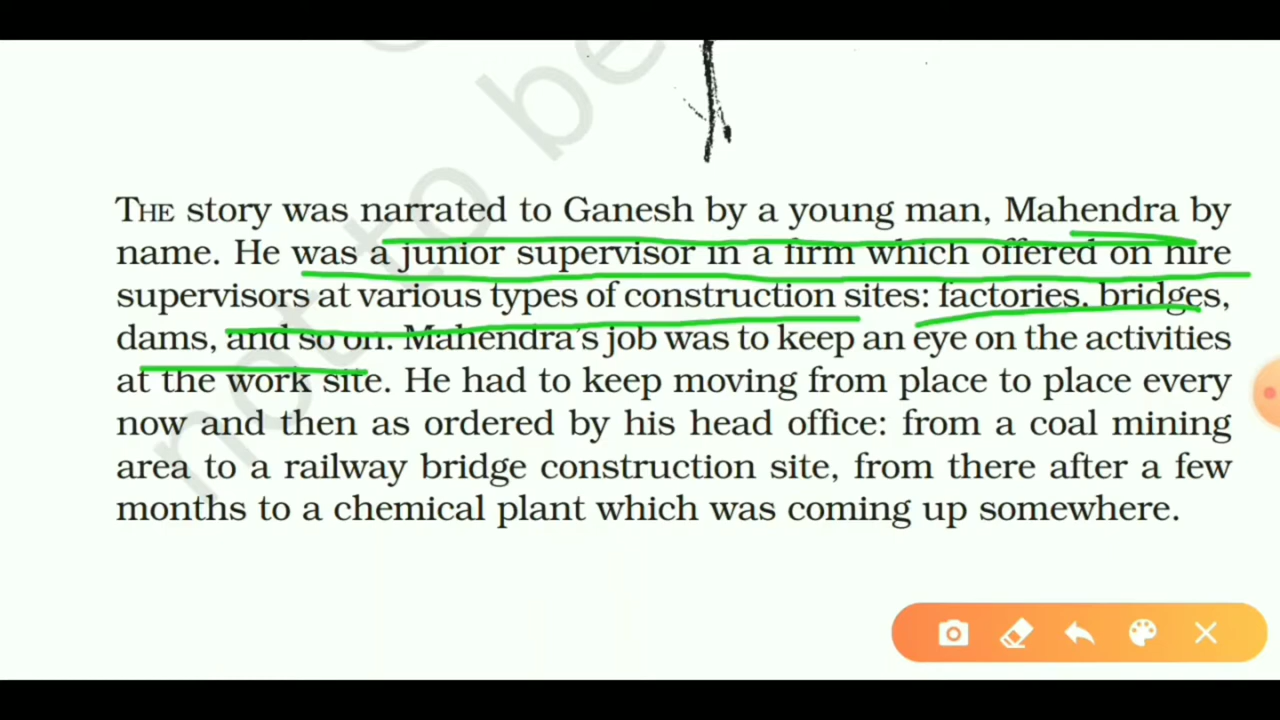 not to be
THE story was narrated to Ganesh by a young man, Mahendra by
name. He was a junior supervisor in a firm which offered on hire
supervisors at various types of construction sites: factories, bridges,
dams, and so on. Mahendra's job was to keep an eye on the activities
at the work site. He had to keep moving from place to place every
now and then as ordered by his head office: from a coal mining
area to a railway bridge construction site, from there after a few
months to a chemical plant which was coming up somewhere.